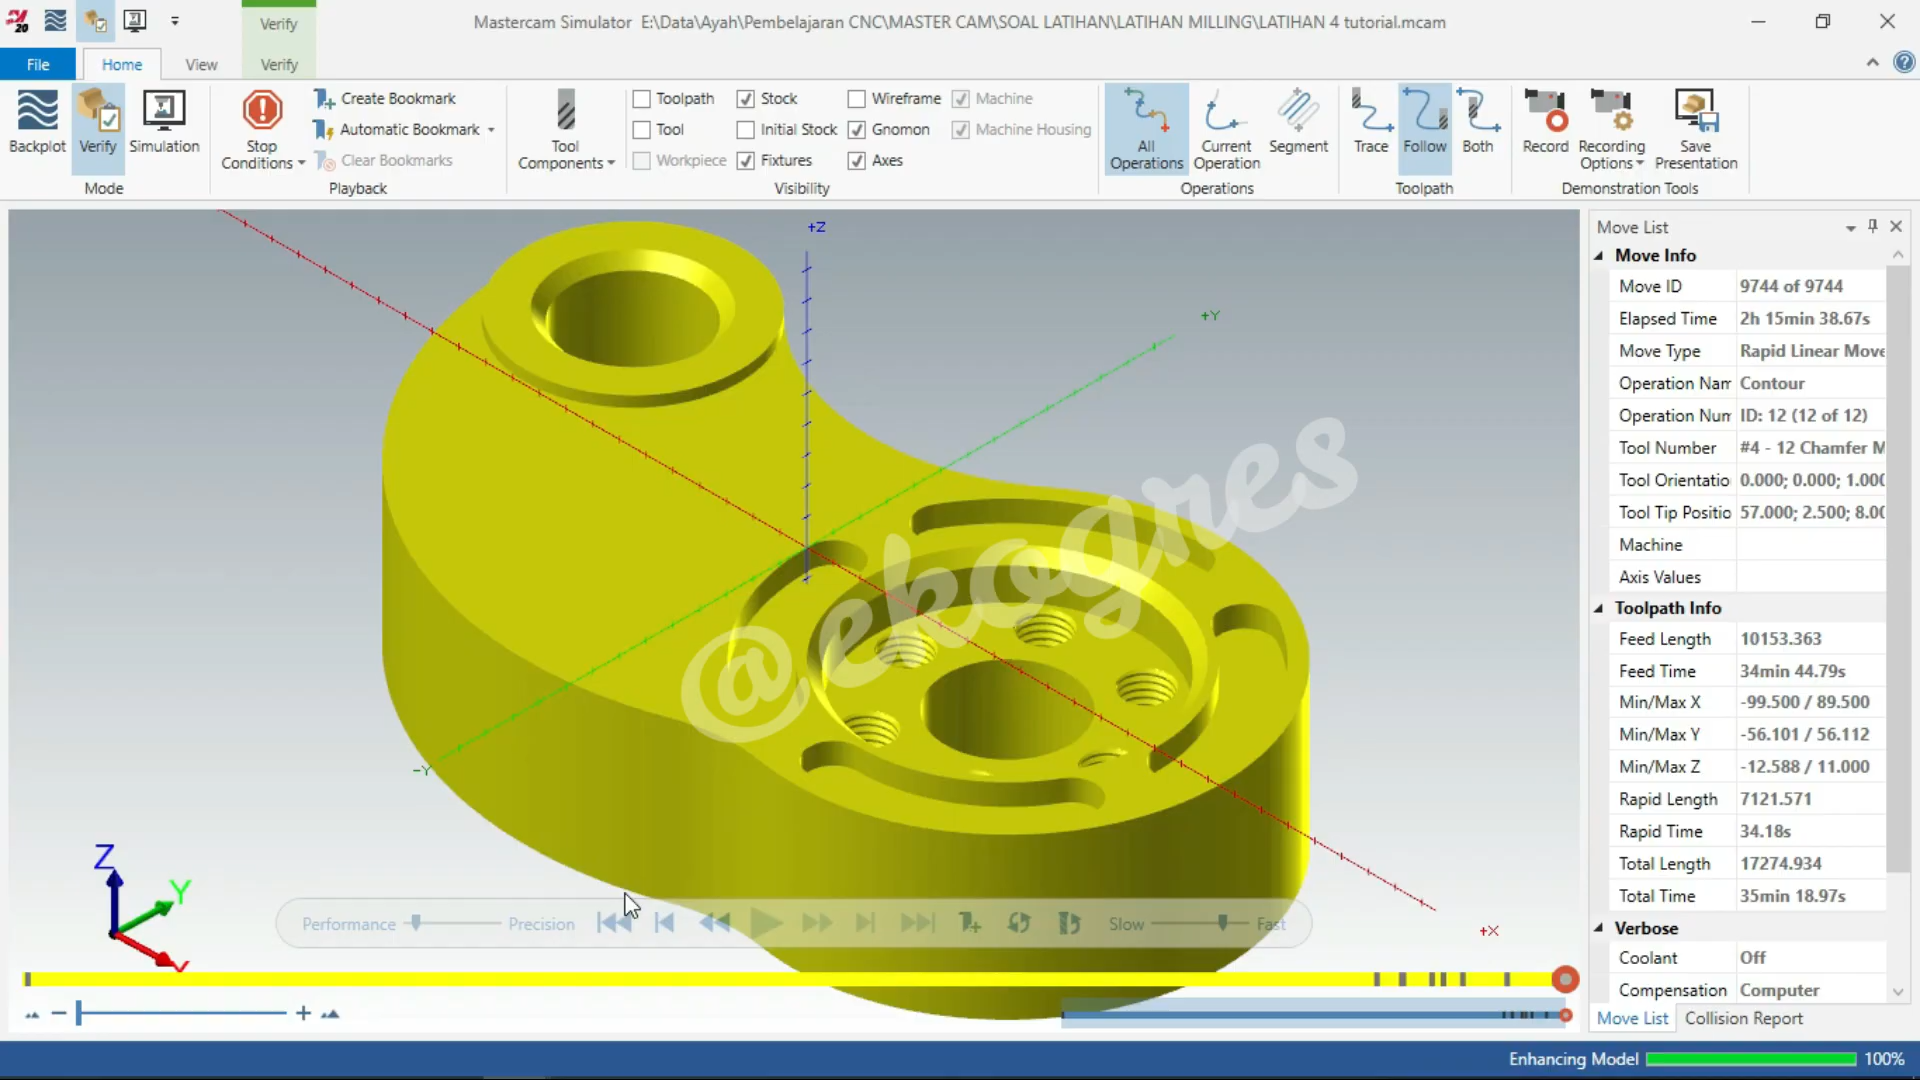 20
Verify
Mastercam Simulator E:\Data\Ayah\Pembelajaran CNC\MASTER CAM\SOAL LATIHAN\LATIHAN MILLING\LATIHAN 4 tutorial.mcam
File
Home
View
Verify
Backplot
Verify
Simulation
Mode
Stop Conditions
Create Bookmark
Automatic Bookmark
Clear Bookmarks
Playback
Tool Components
Toolpath
Stock
Wireframe
Machine
Tool
Initial Stock
Gnomon
Machine Housing
Workpiece
Fixtures
Axes
Visibility
All Operations
Current Operation
Segment
Operations
Trace
Follow
Both
Toolpath
Record
Recording Options
Save Presentation
Demonstration Tools
+Z
+Y
-Y
+X
@ekogres
Z
Y
X
Performance
Precision
Slow
Fast
Move List
Move Info
Move ID 9744 of 9744
Elapsed Time 2h 15min 38.67s
Move Type Rapid Linear Move
Operation Nam Contour
Operation Num ID: 12 (12 of 12)
Tool Number #4 - 12 Chamfer M
Tool Orientatio 0.000; 0.000; 1.000
Tool Tip Positio 57.000; 2.500; 8.00
Machine
Axis Values
Toolpath Info
Feed Length 10153.363
Feed Time 34min 44.79s
Min/Max X -99.500 / 89.500
Min/Max Y -56.101 / 56.112
Min/Max Z -12.588 / 11.000
Rapid Length 7121.571
Rapid Time 34.18s
Total Length 17274.934
Total Time 35min 18.97s
Verbose
Coolant Off
Compensation Computer
Move List
Collision Report
Enhancing Model 100%